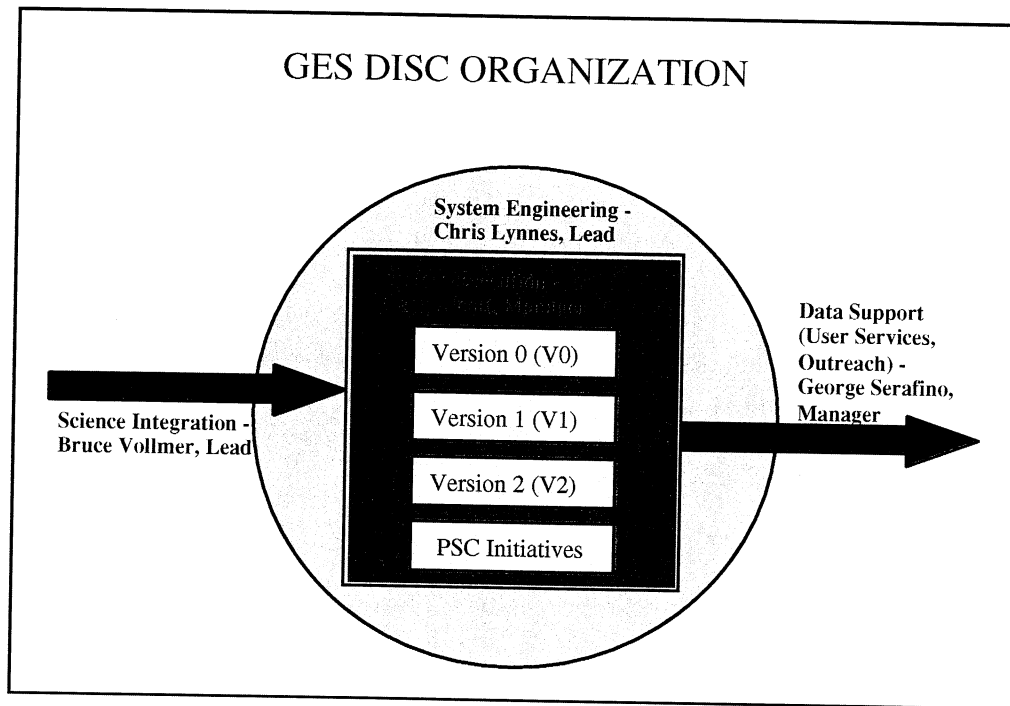 GES DISC ORGANIZATION
System Engineering -
Chris Lynnes, Lead
Version 0 (V0)
Version 1 (V1)
Version 2 (V2)
PSC Initiatives
Science Integration -
Bruce Vollmer, Lead
Data Support
(User Services,
Outreach) -
George Serafino,
Manager